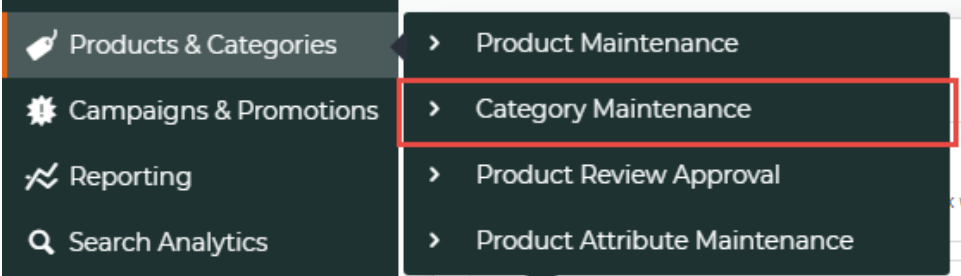 Products & Categories
Campaigns & Promotions
Reporting
Search Analytics
Product Maintenance
Category Maintenance
Product Review Approval
Product Attribute Maintenance